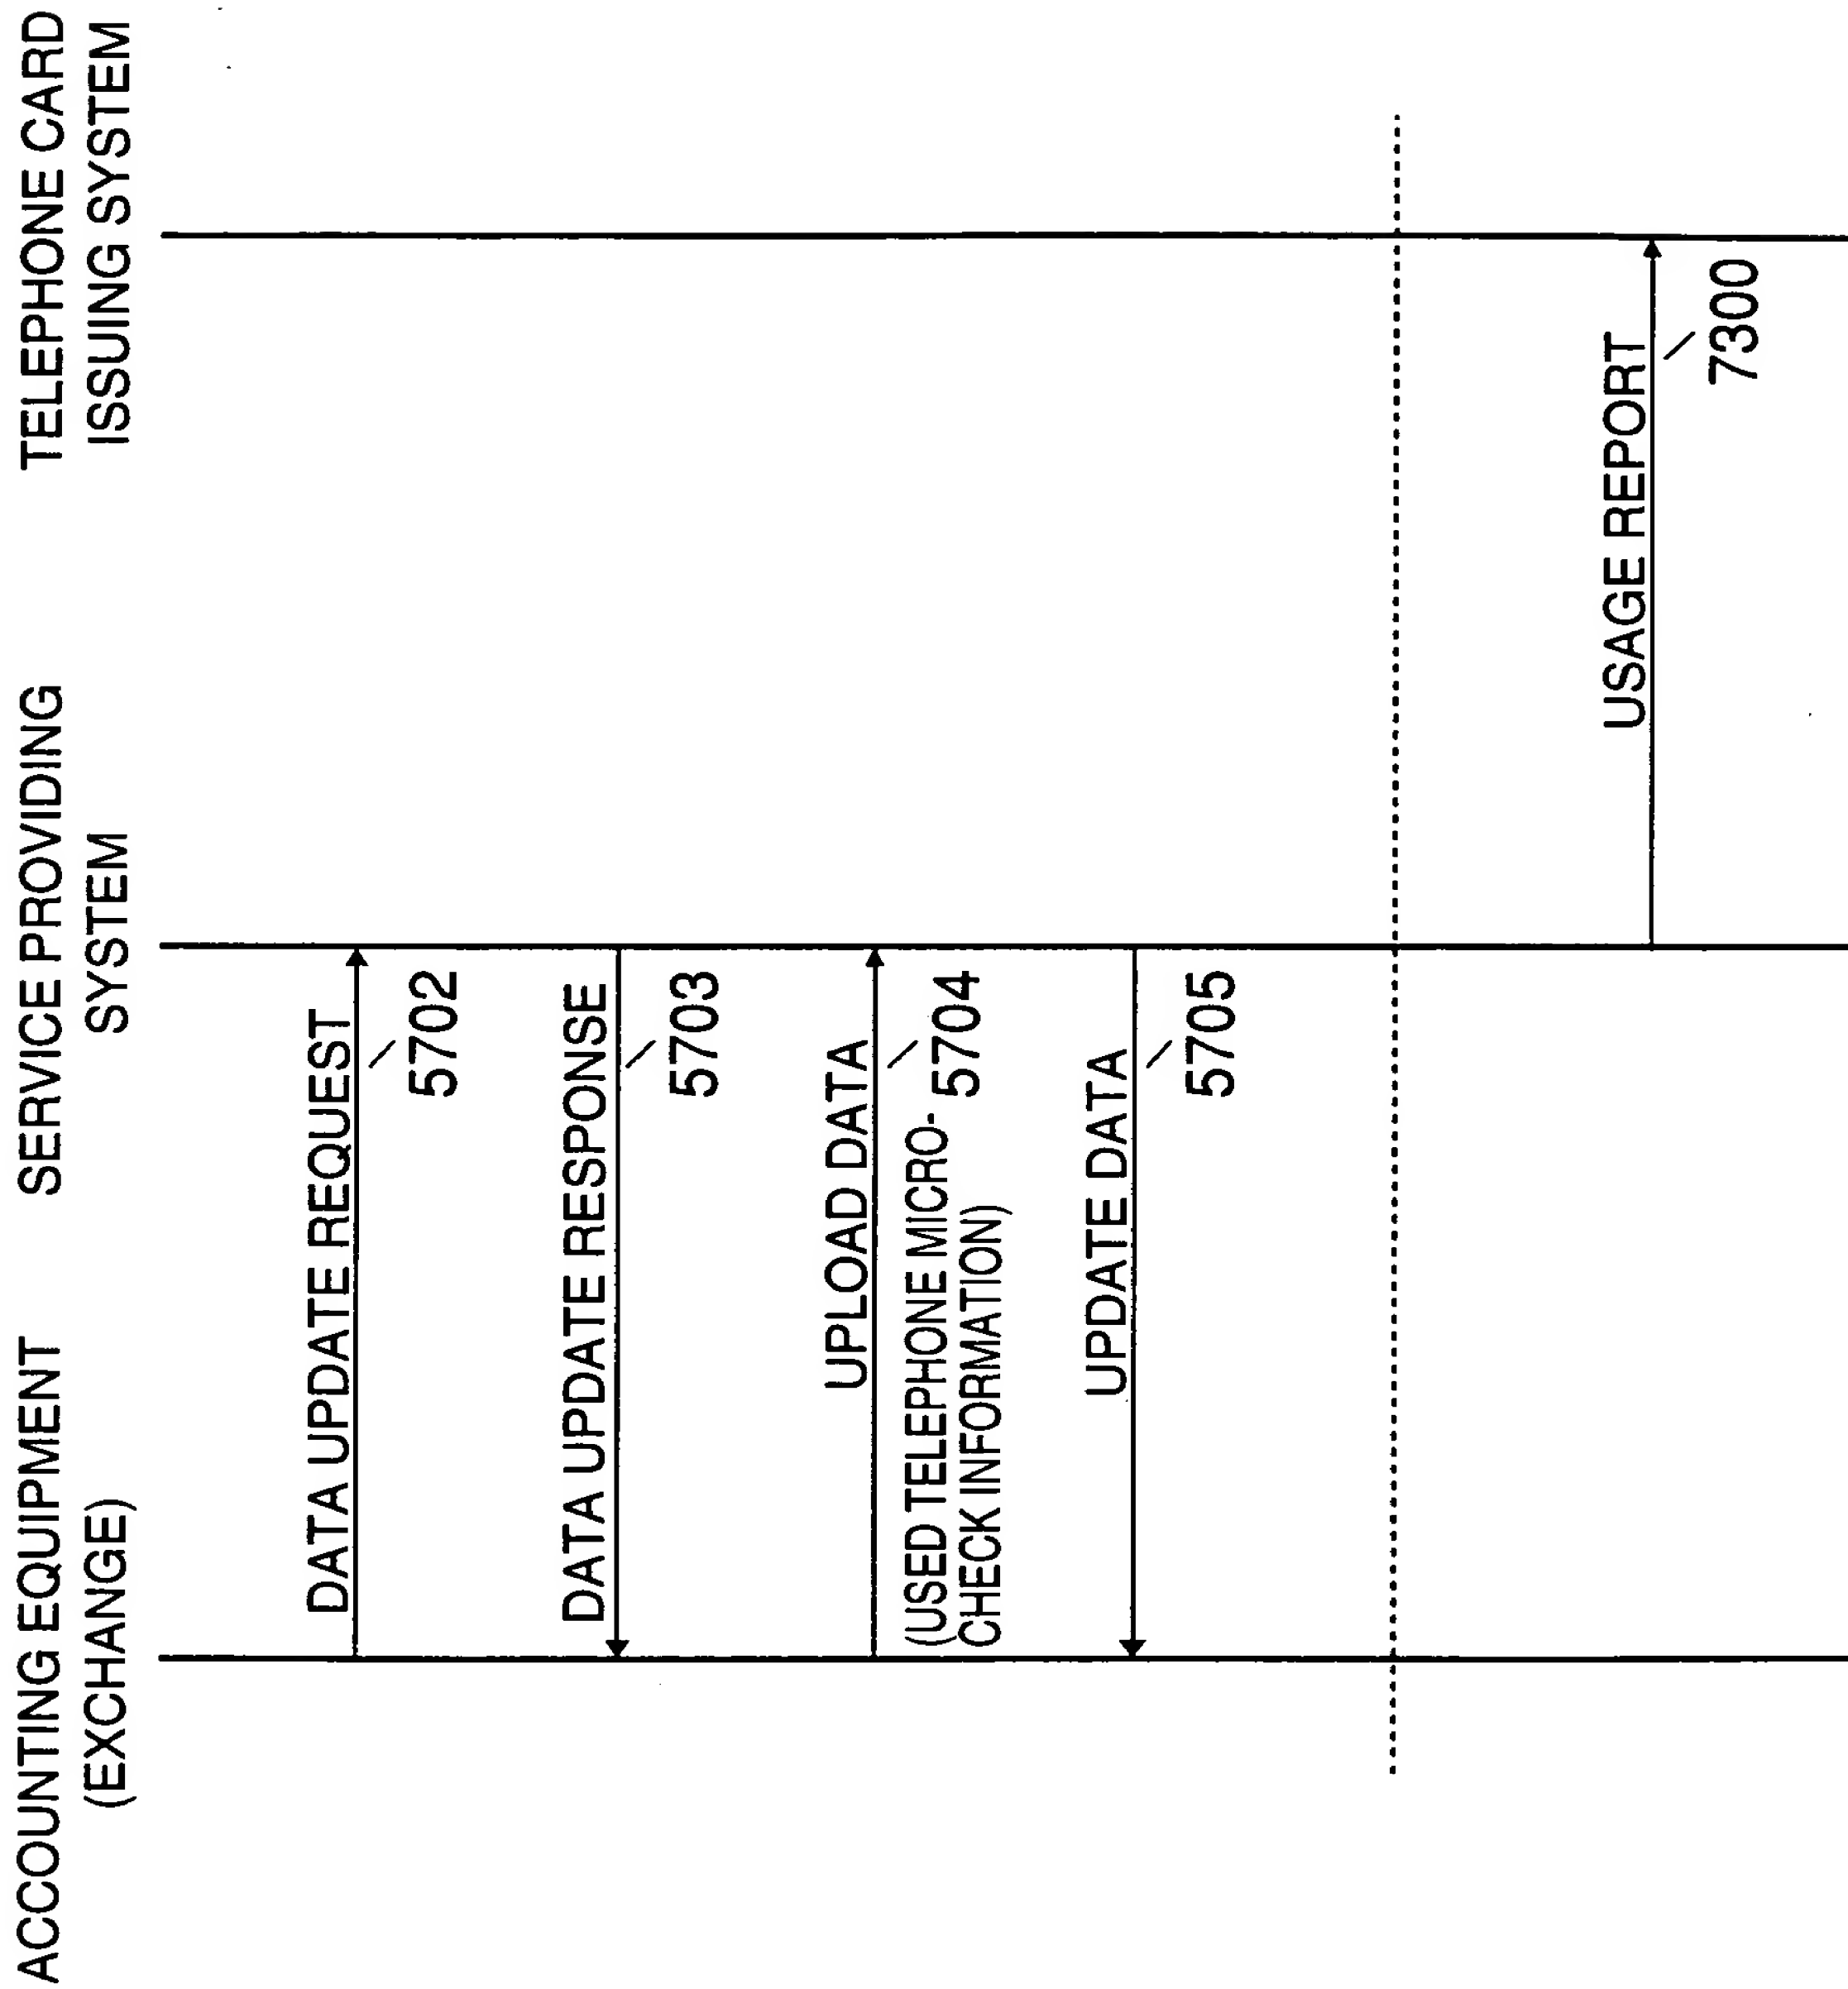 ACCOUNTING EQUIPMENT
(EXCHANGE)
SERVICE PROVIDING
SYSTEM
TELEPHONE CARD
ISSUING SYSTEM
DATA UPDATE REQUEST
5702
DATA UPDATE RESPONSE
5703
UPLOAD DATA
5704
(USED TELEPHONE MICRO-
CHECK INFORMATION)
UPDATE DATA
5705
USAGE REPORT
7300